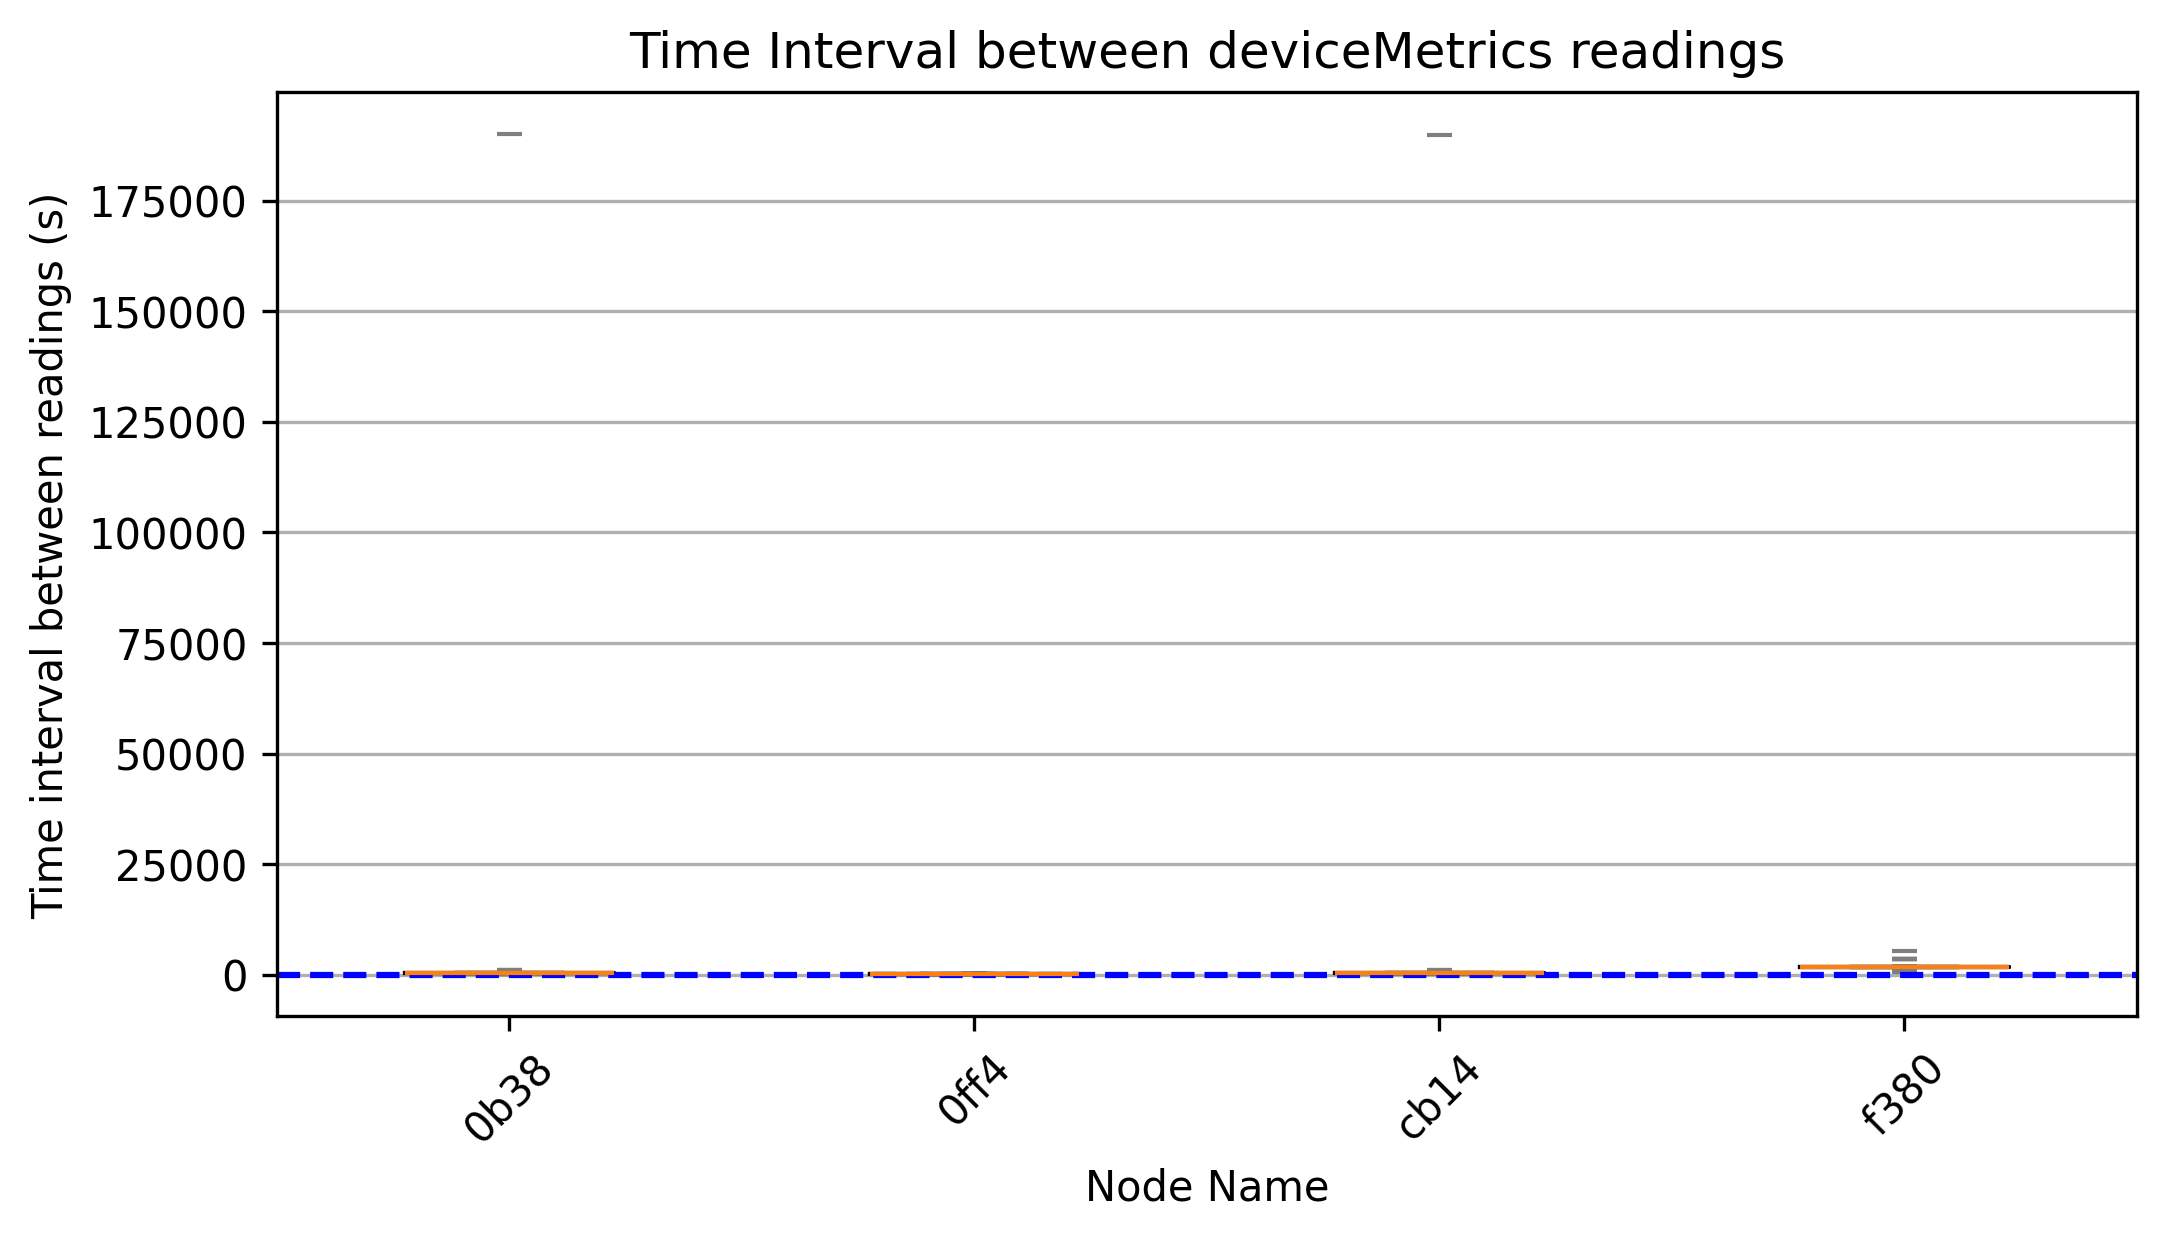 Time Interval between deviceMetrics readings
Time interval between readings (s)
175000
150000
125000
100000
75000
50000
25000
0
0b38
0ff4
cb14
f380
Node Name